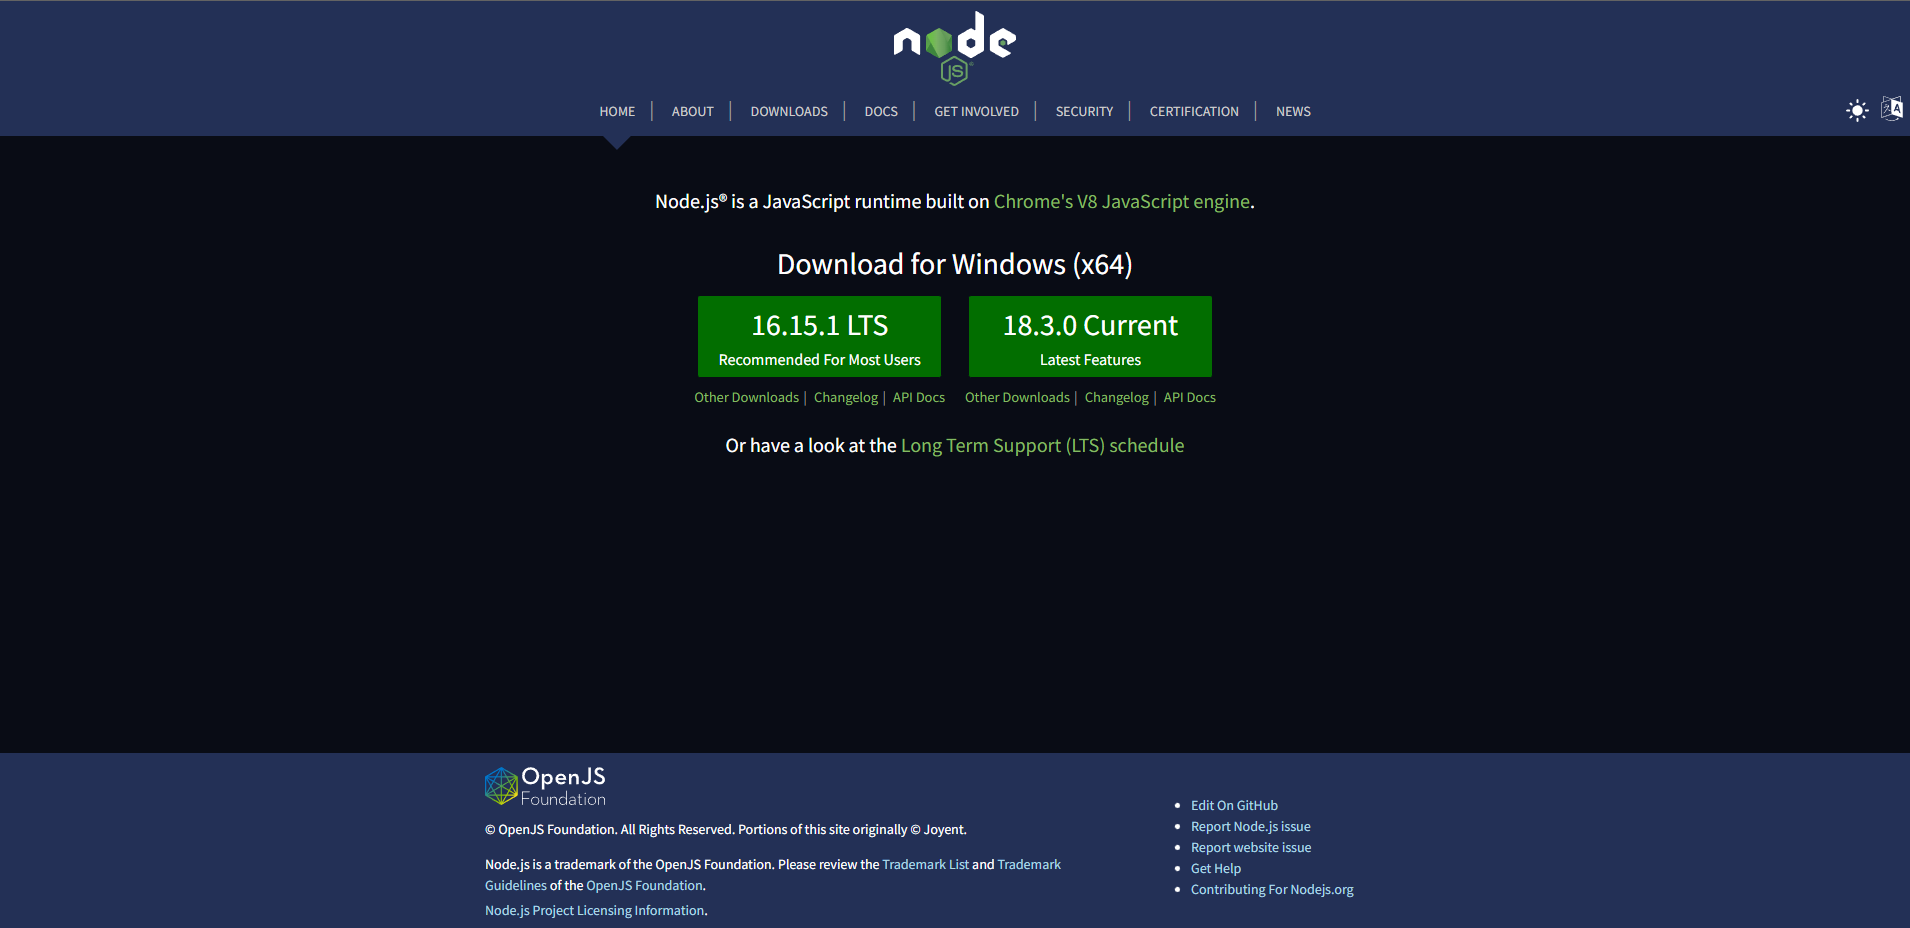 node
JS
HOME | ABOUT | DOWNLOADS | DOCS | GET INVOLVED | SECURITY | CERTIFICATION | NEWS
Node.js® is a JavaScript runtime built on Chrome's V8 JavaScript engine.
Download for Windows (x64)
16.15.1 LTS
Recommended For Most Users
18.3.0 Current
Latest Features
Other Downloads | Changelog | API Docs
Other Downloads | Changelog | API Docs
Or have a look at the Long Term Support (LTS) schedule
OpenJS
Foundation
© OpenJS Foundation. All Rights Reserved. Portions of this site originally © Joyent.
Node.js is a trademark of the OpenJS Foundation. Please review the Trademark List and Trademark
Guidelines of the OpenJS Foundation.
Node.js Project Licensing Information.
Edit On GitHub
Report Node.js issue
Report website issue
Get Help
Contributing For Nodejs.org